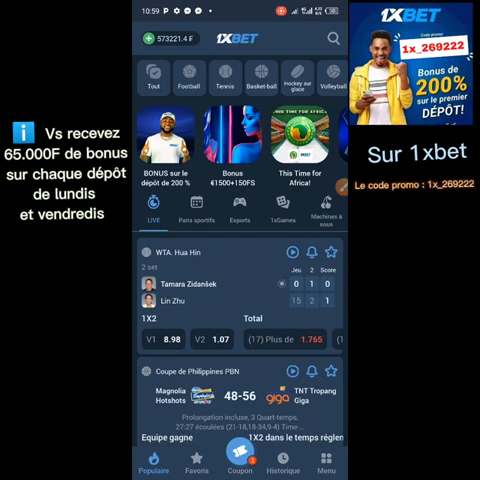 Vs recevez
65.000F de bonus
sur chaque dépôt
de lundis
et vendredis
10:59
573221.4 ₣
1XBET
Tout
Football
Tennis
Basket-ball
Hockey sur
glace
Volleyball
BONUS sur le
dépôt de 200 %
Bonus
€1500+150FS
This Time for
Africa!
LIVE
Paris sportifs
Esports
1xGames
Machines à
sous
WTA. Hua Hin
2 set
Jeu 2 Score
Tamara Zidanšek 0 1 0
Lin Zhu 15 2 1
1X2
Total
V1 8.98
V2 1.07
(17) Plus de 1.765
Coupe de Philippines PBN
Magnolia
Hotshots
48-56
giga
TNT Tropang
Giga
Prolongation incluse, 3 Quart-temps,
27:27 écoulées (21-18,18-34,9-4) Time-...
Equipe gagne
1X2 dans le temps réglen
Populaire
Favoris
3
Coupon
Historique
Menu
1XBET
Code promo
1x_269222
Bonus de
200%
sur le premier
DÉPÔT!
Sur 1xbet
Le code promo : 1x_269222